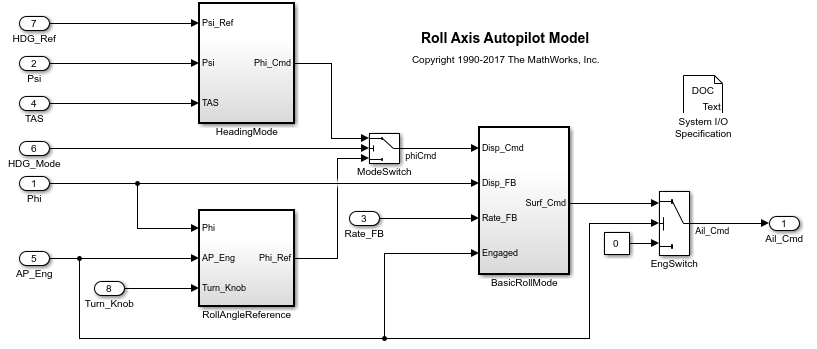 Roll Axis Autopilot Model
Copyright 1990-2017 The MathWorks, Inc.
7
HDG_Ref
2
Psi
4
TAS
Psi_Ref
Psi
TAS
Phi_Cmd
HeadingMode
DOC
Text
System I/O
Specification
6
HDG_Mode
1
Phi
ModeSwitch
phiCmd
Disp_Cmd
Disp_FB
Rate_FB
Engaged
Surf_Cmd
BasicRollMode
3
Rate_FB
Phi
AP_Eng
Turn_Knob
Phi_Ref
RollAngleReference
5
AP_Eng
8
Turn_Knob
0
EngSwitch
Ail_Cmd
1
Ail_Cmd